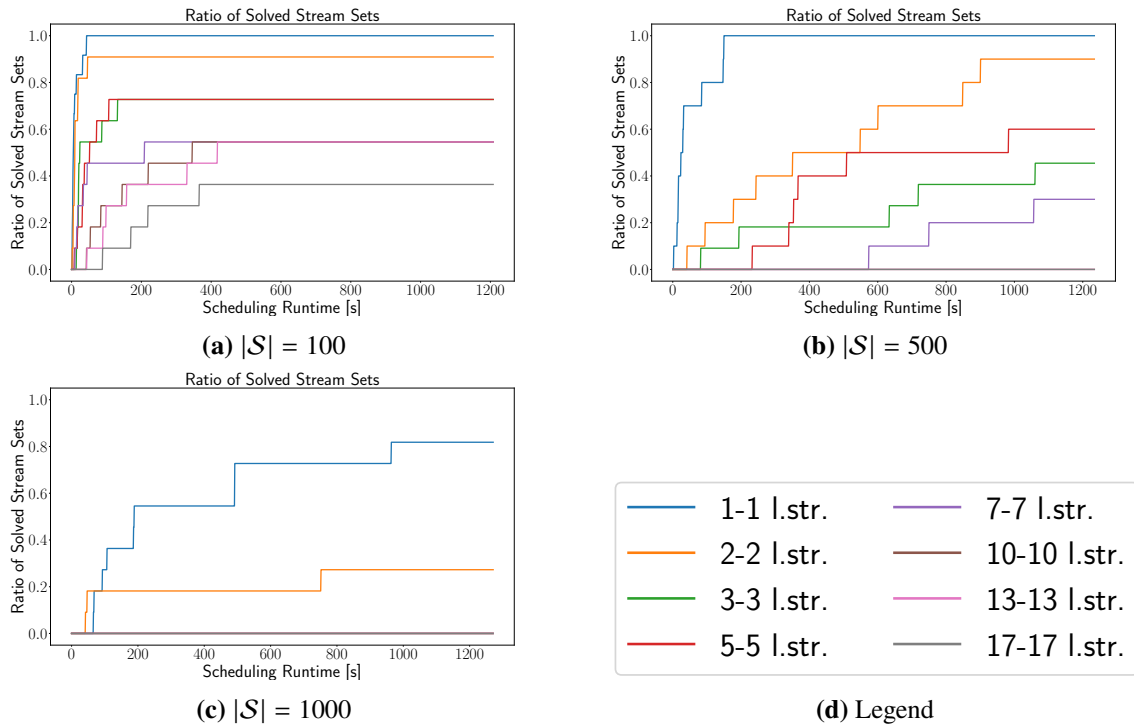 Ratio of Solved Stream Sets
Ratio of Solved Stream Sets
1.0
0.8
0.6
0.4
0.2
0.0
0 200 400 600 800 1000 1200
Scheduling Runtime [s]
(a) |𝒮| = 100
Ratio of Solved Stream Sets
Ratio of Solved Stream Sets
1.0
0.8
0.6
0.4
0.2
0.0
0 200 400 600 800 1000 1200
Scheduling Runtime [s]
(b) |𝒮| = 500
Ratio of Solved Stream Sets
Ratio of Solved Stream Sets
1.0
0.8
0.6
0.4
0.2
0.0
0 200 400 600 800 1000 1200
Scheduling Runtime [s]
(c) |𝒮| = 1000
1-1 l.str.
2-2 l.str.
3-3 l.str.
5-5 l.str.
7-7 l.str.
10-10 l.str.
13-13 l.str.
17-17 l.str.
(d) Legend